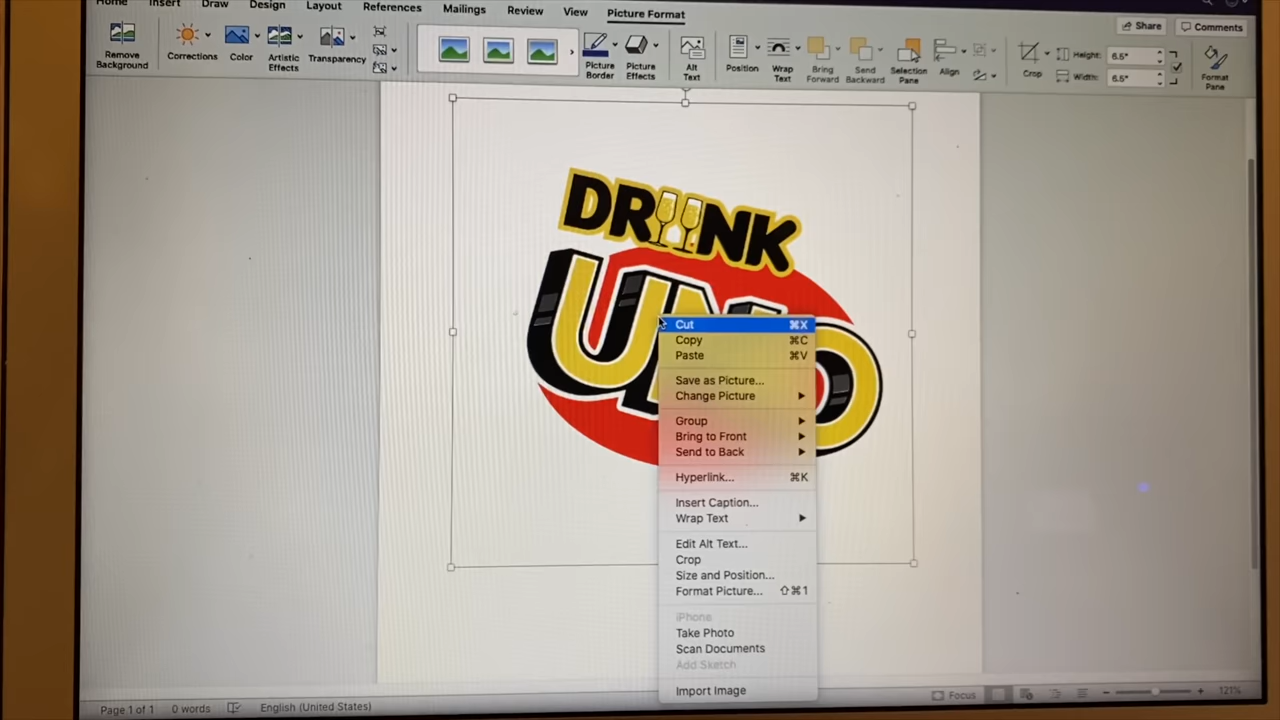 Home Insert Draw Design Layout References Mailings Review View Picture Format
Share Comments
Remove Background
Corrections
Color
Artistic Effects
Transparency
Picture Border
Picture Effects
Alt Text
Position
Wrap Text
Bring Forward
Send Backward
Selection Pane
Align
Crop
Height: 6.5"
Width: 6.5"
Format Pane
DRUNK
UNO
Cut ⌘X
Copy ⌘C
Paste ⌘V
Save as Picture...
Change Picture
Group
Bring to Front
Send to Back
Hyperlink... ⌘K
Insert Caption...
Wrap Text
Edit Alt Text...
Crop
Size and Position...
Format Picture... ⇧⌘1
iPhone
Take Photo
Scan Documents
Add Sketch
Import Image
Page 1 of 1 0 words English (United States) Focus 121%